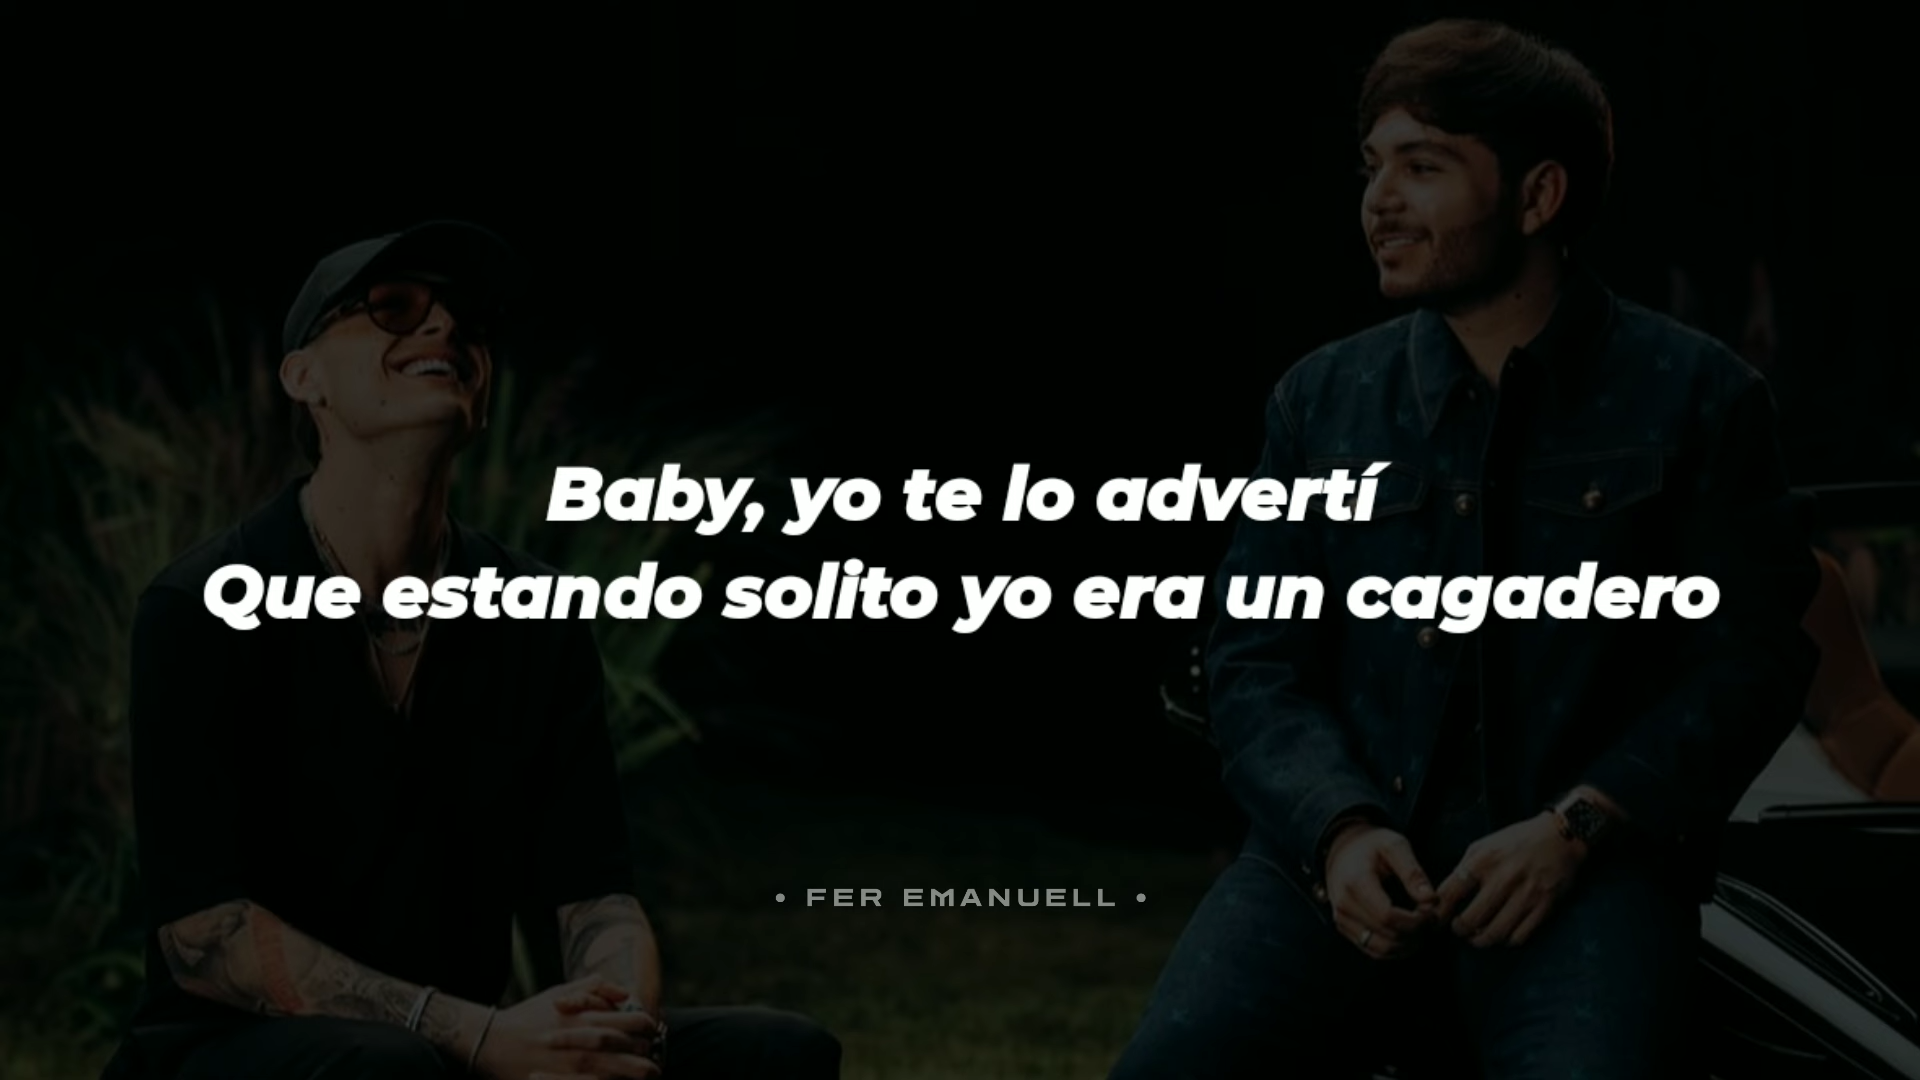 Baby, yo te lo advertí
Que estando solito yo era un cagadero
• FER EMANUELL •